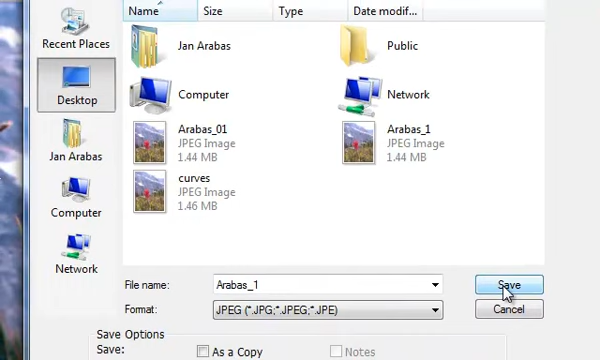 Name Size Type Date modif...
Recent Places
Desktop
Jan Arabas
Computer
Network
Jan Arabas
Public
Computer
Network
Arabas_01
JPEG Image
1.44 MB
Arabas_1
JPEG Image
1.44 MB
curves
JPEG Image
1.46 MB
File name: Arabas_1 Save
Format: JPEG (*.JPG;*.JPEG;*.JPE) Cancel
Save Options
Save: As a Copy Notes